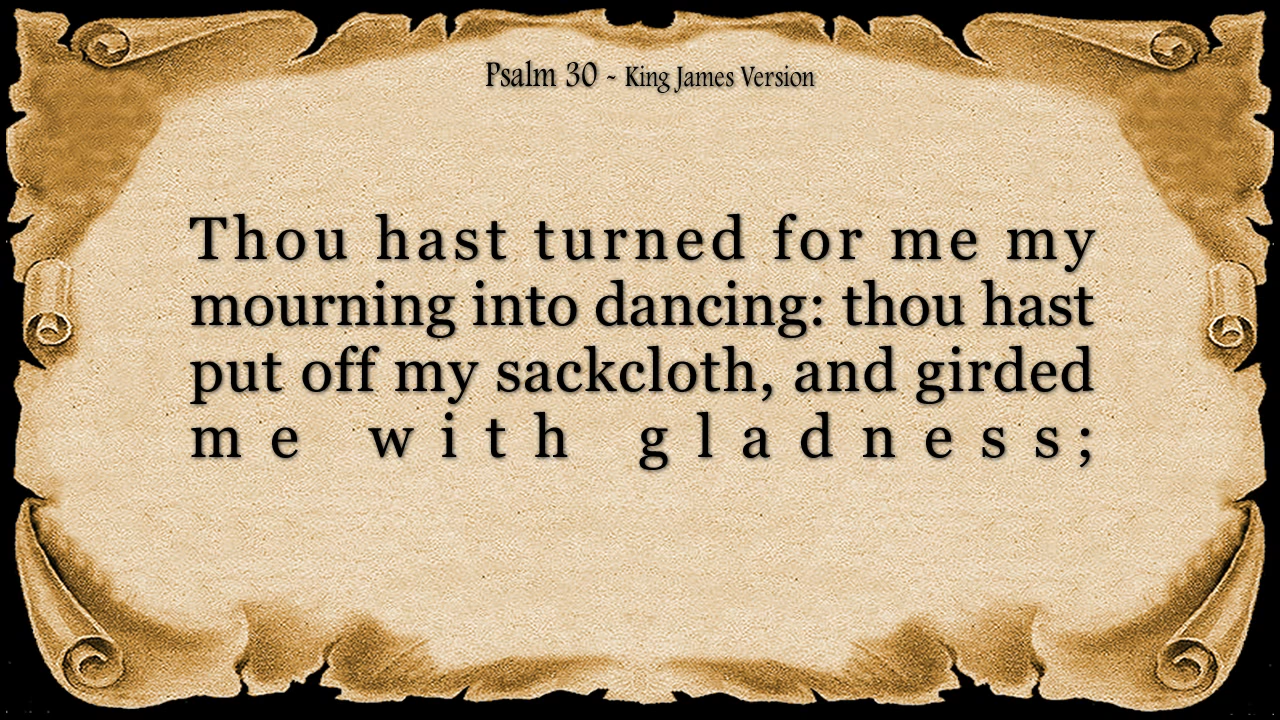 Psalm 30 - King James Version
Thou hast turned for me my
mourning into dancing: thou hast
put off my sackcloth, and girded
me with gladness;